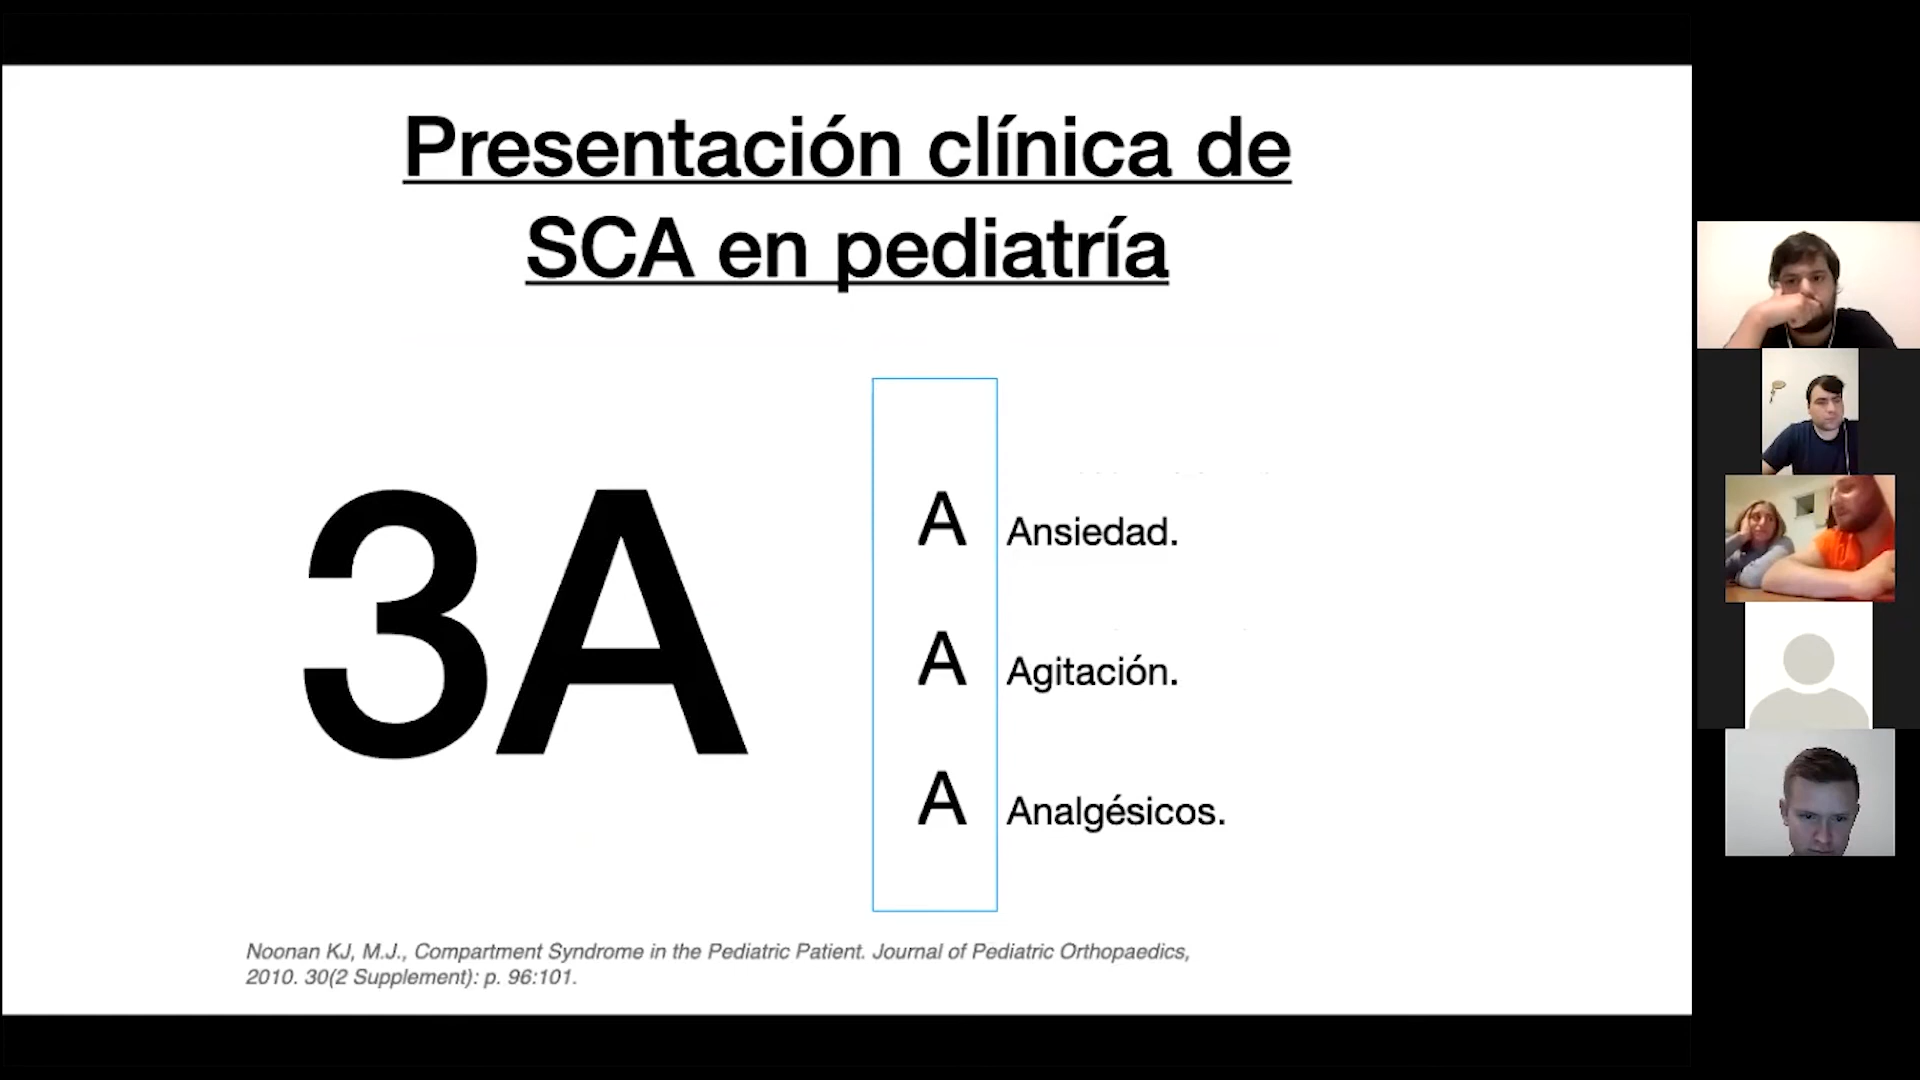 Presentación clínica de
SCA en pediatría
3A
A Ansiedad.
A Agitación.
A Analgésicos.
Noonan KJ, M.J., Compartment Syndrome in the Pediatric Patient. Journal of Pediatric Orthopaedics,
2010. 30(2 Supplement): p. 96:101.